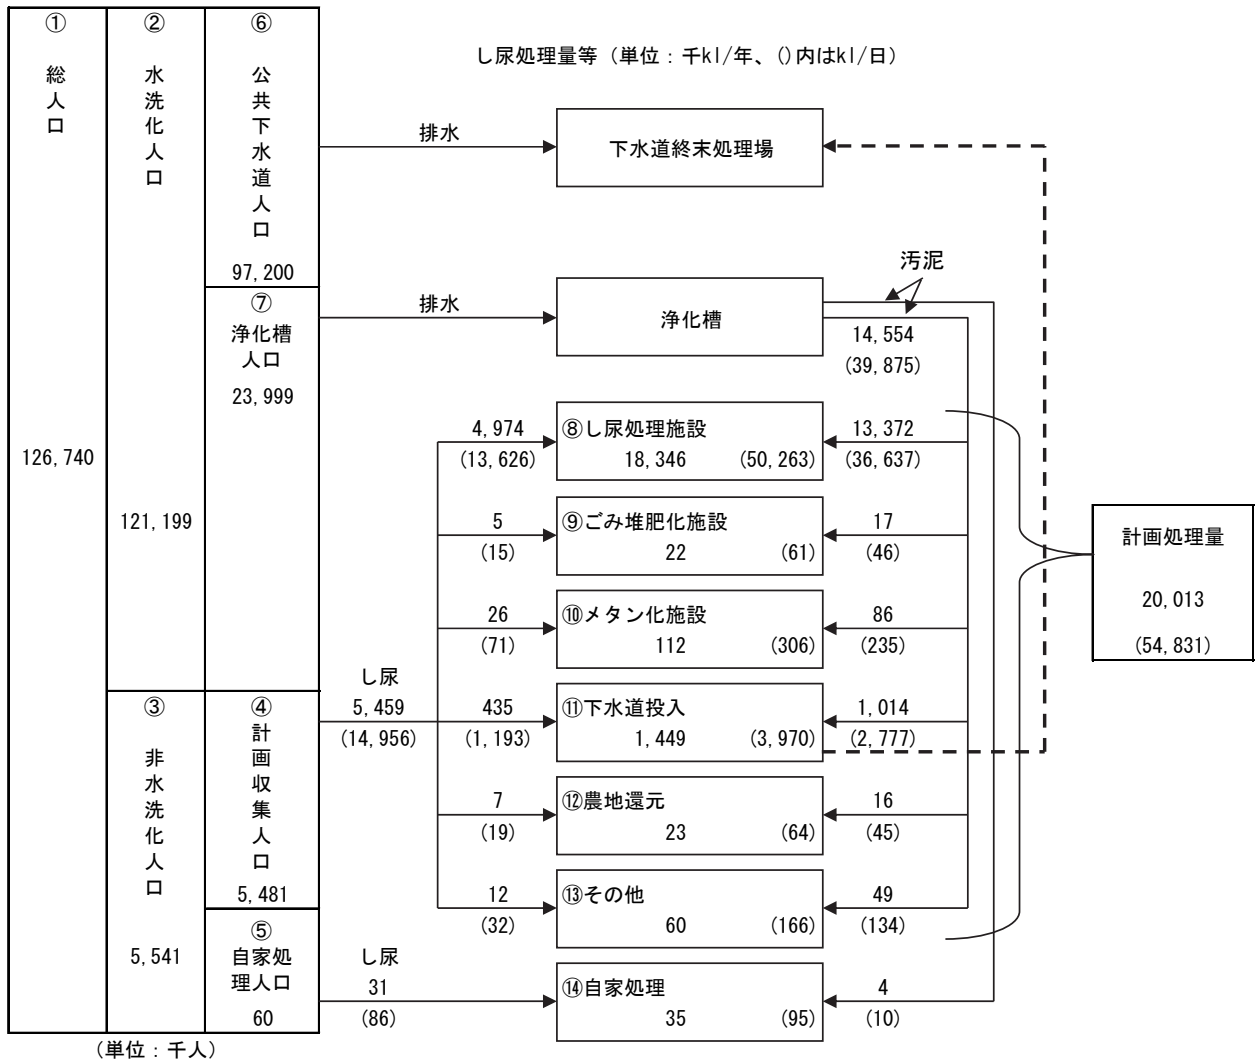 し尿処理量等（単位：千kl/年、()内はkl/日）
①
総人口
126,740
②
水洗化人口
121,199
③
非水洗化人口
5,541
⑥
公共下水道人口
97,200
⑦
浄化槽
人口
23,999
④
計画収集人口
5,481
⑤
自家処
理人口
60
（単位：千人）
排水
下水道終末処理場
排水
浄化槽
汚泥
14,554
(39,875)
4,974
(13,626)
⑧し尿処理施設
18,346 (50,263)
13,372
(36,637)
5
(15)
⑨ごみ堆肥化施設
22 (61)
17
(46)
26
(71)
⑩メタン化施設
112 (306)
86
(235)
し尿
5,459
(14,956)
435
(1,193)
⑪下水道投入
1,449 (3,970)
1,014
(2,777)
7
(19)
⑫農地還元
23 (64)
16
(45)
12
(32)
⑬その他
60 (166)
49
(134)
し尿
31
(86)
⑭自家処理
35 (95)
4
(10)
計画処理量
20,013
(54,831)